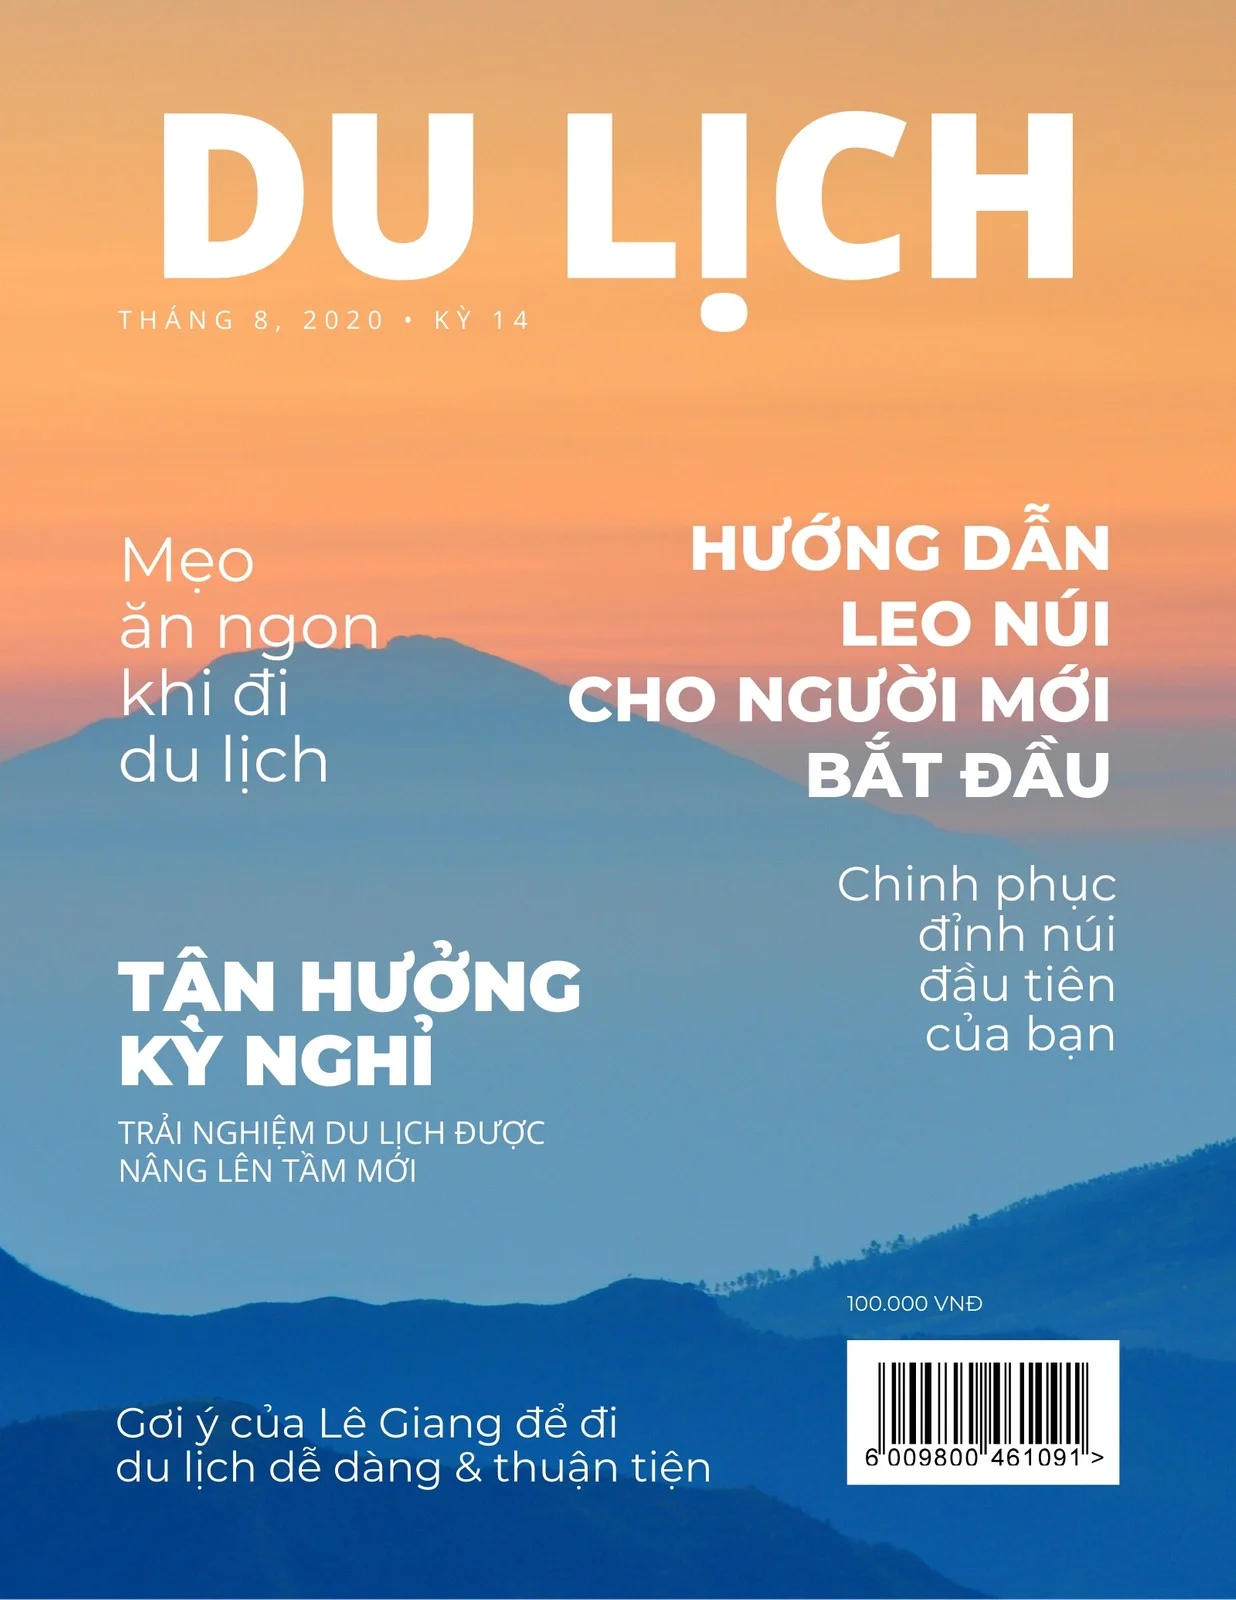 DU LỊCH
THÁNG 8, 2020 • KỲ 14
Mẹo
ăn ngon
khi đi
du lịch
HƯỚNG DẪN
LEO NÚI
CHO NGƯỜI MỚI
BẮT ĐẦU
Chinh phục
đỉnh núi
đầu tiên
của bạn
TẬN HƯỞNG
KỲ NGHỈ
TRẢI NGHIỆM DU LỊCH ĐƯỢC
NÂNG LÊN TẦM MỚI
100.000 VNĐ
6 009800 461091 >
Gơi ý của Lê Giang để đi
du lịch dễ dàng & thuận tiện